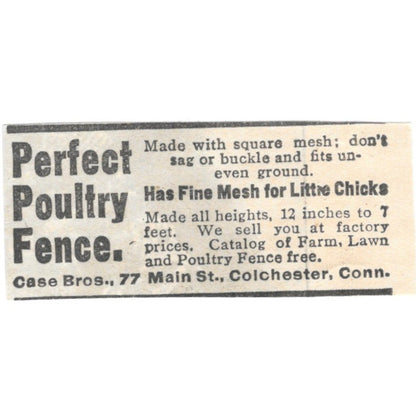 Perfect
Poultry
Fence.
Made with square mesh; don't
sag or buckle and fits un-
even ground.
Has Fine Mesh for Little Chicks
Made all heights, 12 inches to 7
feet. We sell you at factory
prices. Catalog of Farm, Lawn
and Poultry Fence free.
Case Bros., 77 Main St., Colchester, Conn.